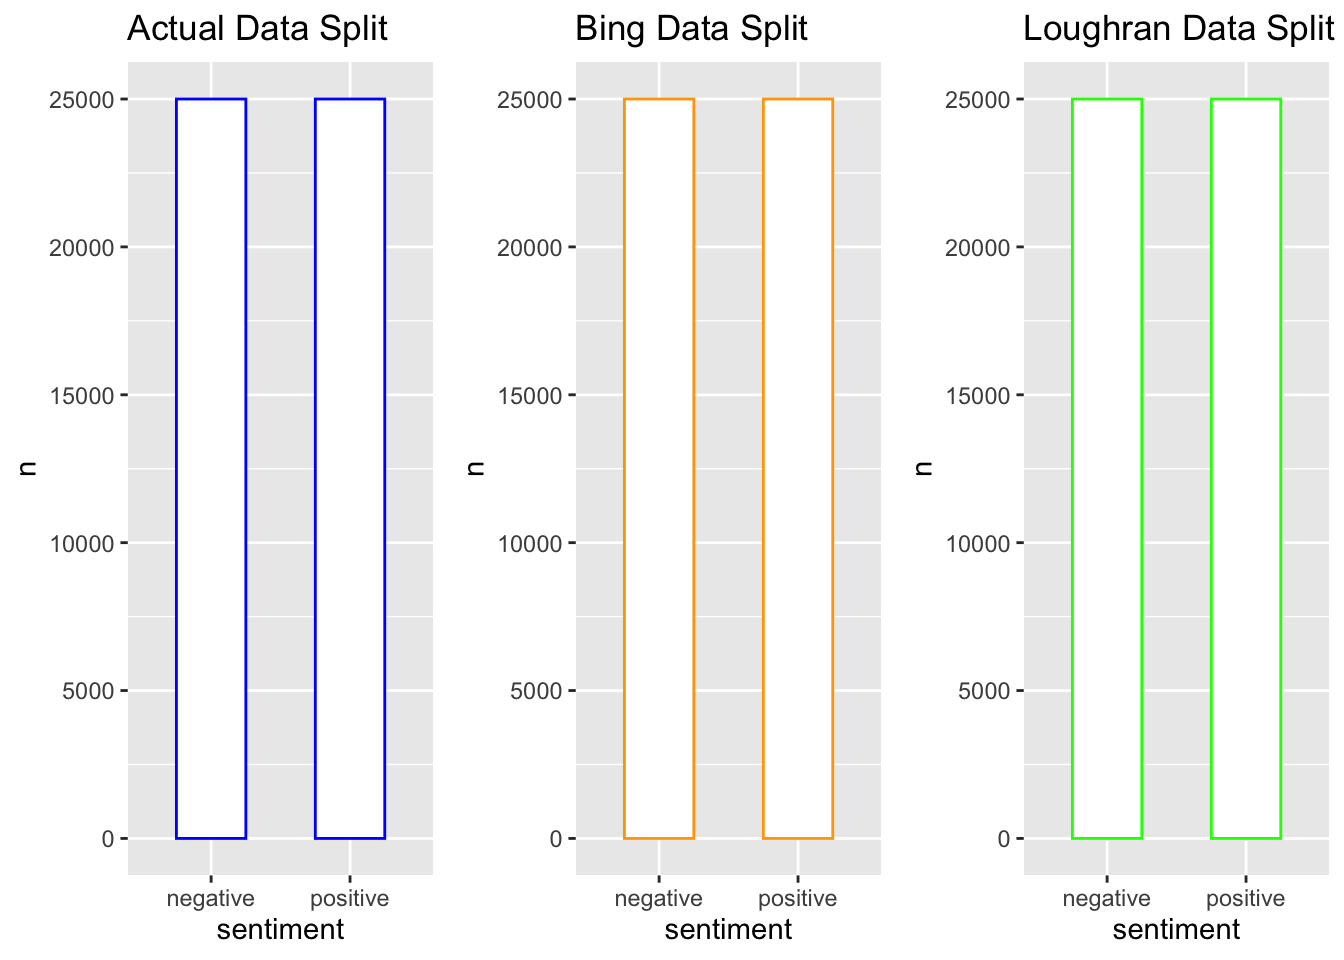 Actual Data Split
25000
20000
15000
10000
5000
0
n
negative positive
sentiment
Bing Data Split
25000
20000
15000
10000
5000
0
n
negative positive
sentiment
Loughran Data Split
25000
20000
15000
10000
5000
0
n
negative positive
sentiment